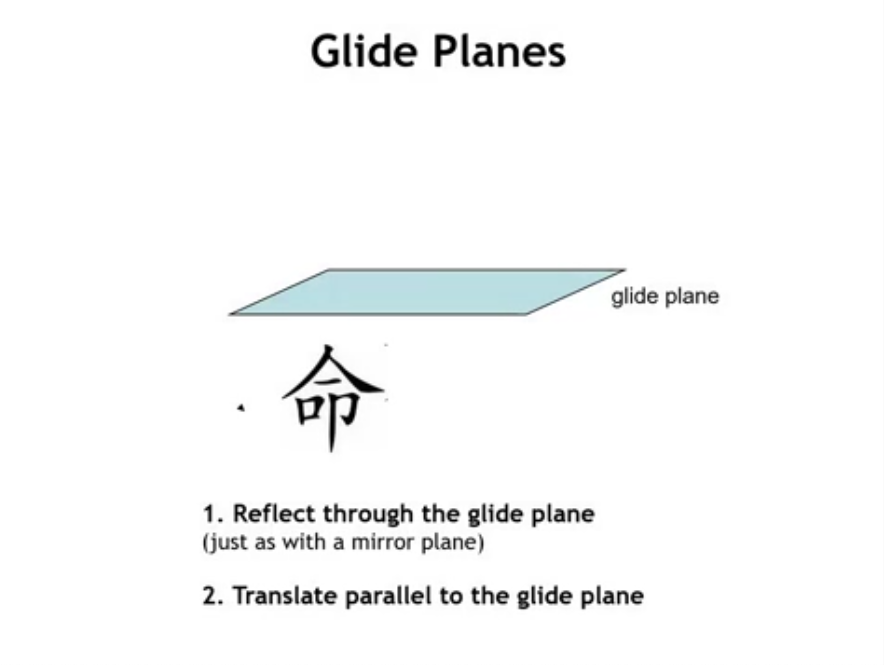 Glide Planes
glide plane
命
1. Reflect through the glide plane
(just as with a mirror plane)
2. Translate parallel to the glide plane